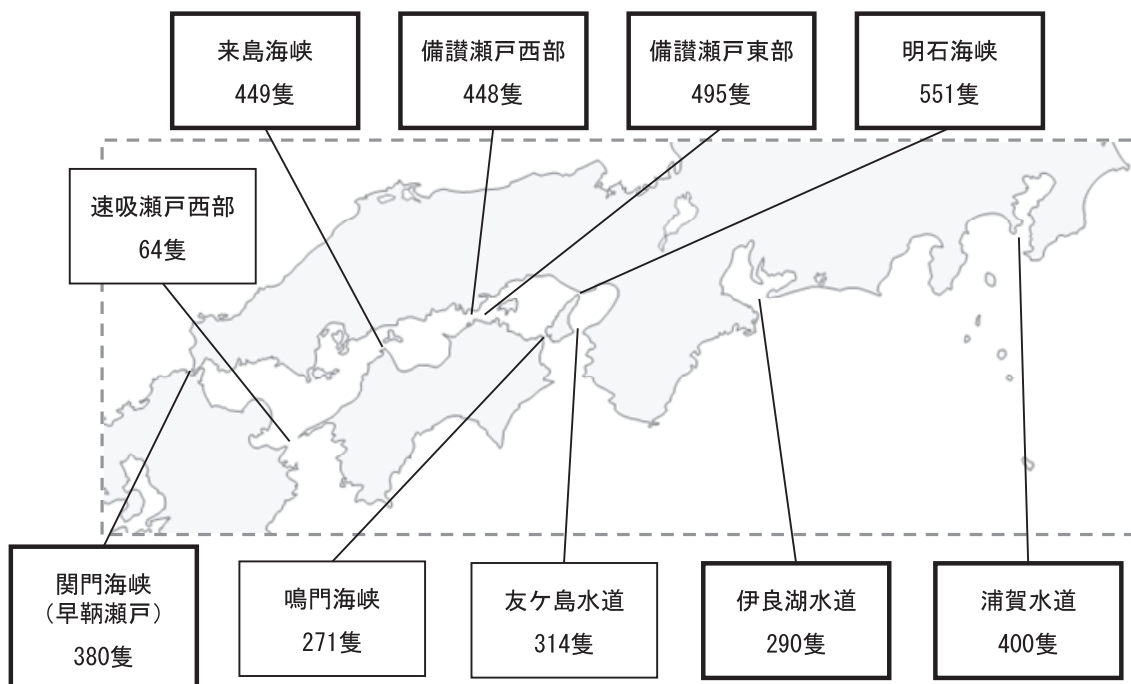 来島海峡
449隻
備讃瀬戸西部
448隻
備讃瀬戸東部
495隻
明石海峡
551隻
速吸瀬戸西部
64隻
関門海峡
（早鞆瀬戸）
380隻
鳴門海峡
271隻
友ケ島水道
314隻
伊良湖水道
290隻
浦賀水道
400隻